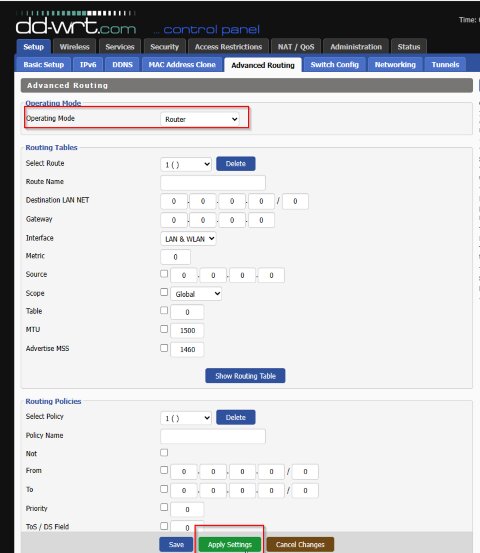 dd-wrt.com ... control panel
Time:
Setup Wireless Services Security Access Restrictions NAT / QoS Administration Status
Basic Setup IPv6 DDNS MAC Address Clone Advanced Routing Switch Config Networking Tunnels
Advanced Routing
Operating Mode
Operating Mode Router
Routing Tables
Select Route 1 ( ) Delete
Route Name
Destination LAN NET 0 . 0 . 0 . 0 / 0
Gateway 0 . 0 . 0 . 0
Interface LAN & WLAN
Metric 0
Source 0 . 0 . 0 . 0
Scope Global
Table 0
MTU 1500
Advertise MSS 1460
Show Routing Table
Routing Policies
Select Policy 1 ( ) Delete
Policy Name
Not
From 0 . 0 . 0 . 0 / 0
To 0 . 0 . 0 . 0 / 0
Priority 0
ToS / DS Field 0
Save Apply Settings Cancel Changes